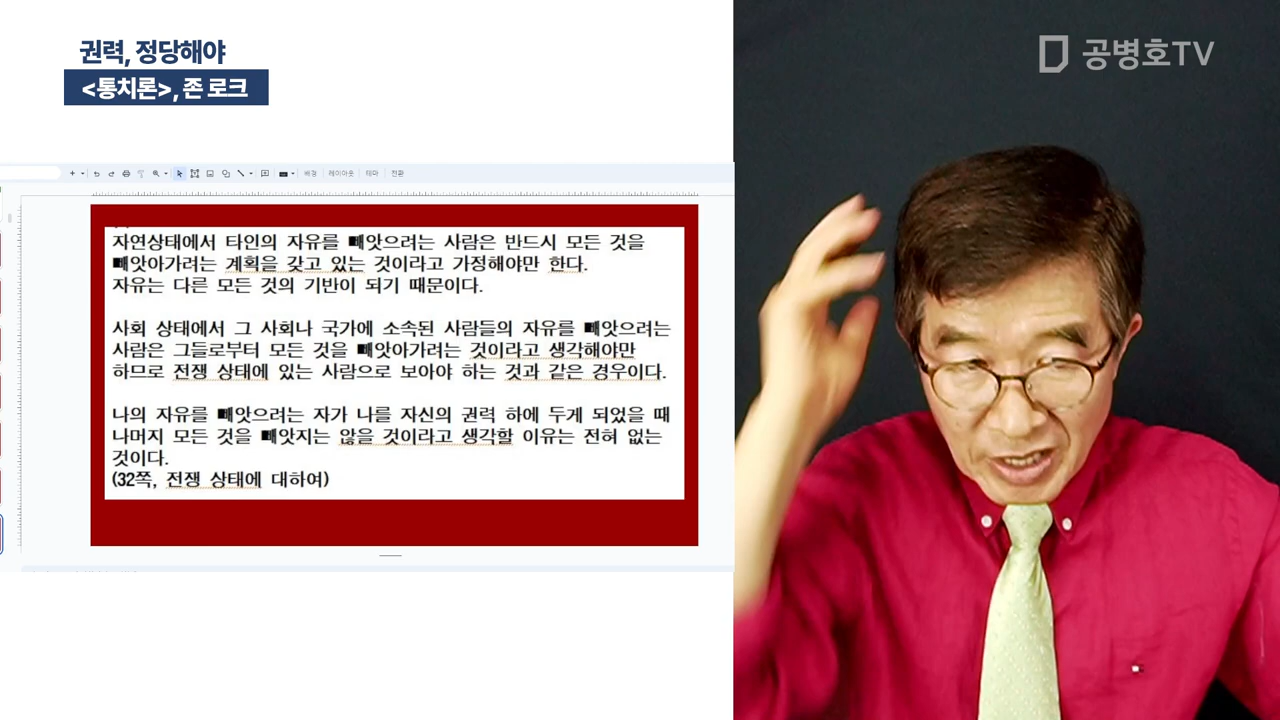 권력, 정당해야
<통치론>, 존 로크
공병호TV
배경 레이아웃 테마 전환
자연상태에서 타인의 자유를 빼앗으려는 사람은 반드시 모든 것을
빼앗아가려는 계획을 갖고 있는 것이라고 가정해야만 한다.
자유는 다른 모든 것의 기반이 되기 때문이다.
사회 상태에서 그 사회나 국가에 소속된 사람들의 자유를 빼앗으려는
사람은 그들로부터 모든 것을 빼앗아가려는 것이라고 생각해야만
하므로 전쟁 상태에 있는 사람으로 보아야 하는 것과 같은 경우이다.
나의 자유를 빼앗으려는 자가 나를 자신의 권력 하에 두게 되었을 때
나머지 모든 것을 빼앗지는 않을 것이라고 생각할 이유는 전혀 없는
것이다.
(32쪽, 전쟁 상태에 대하여)